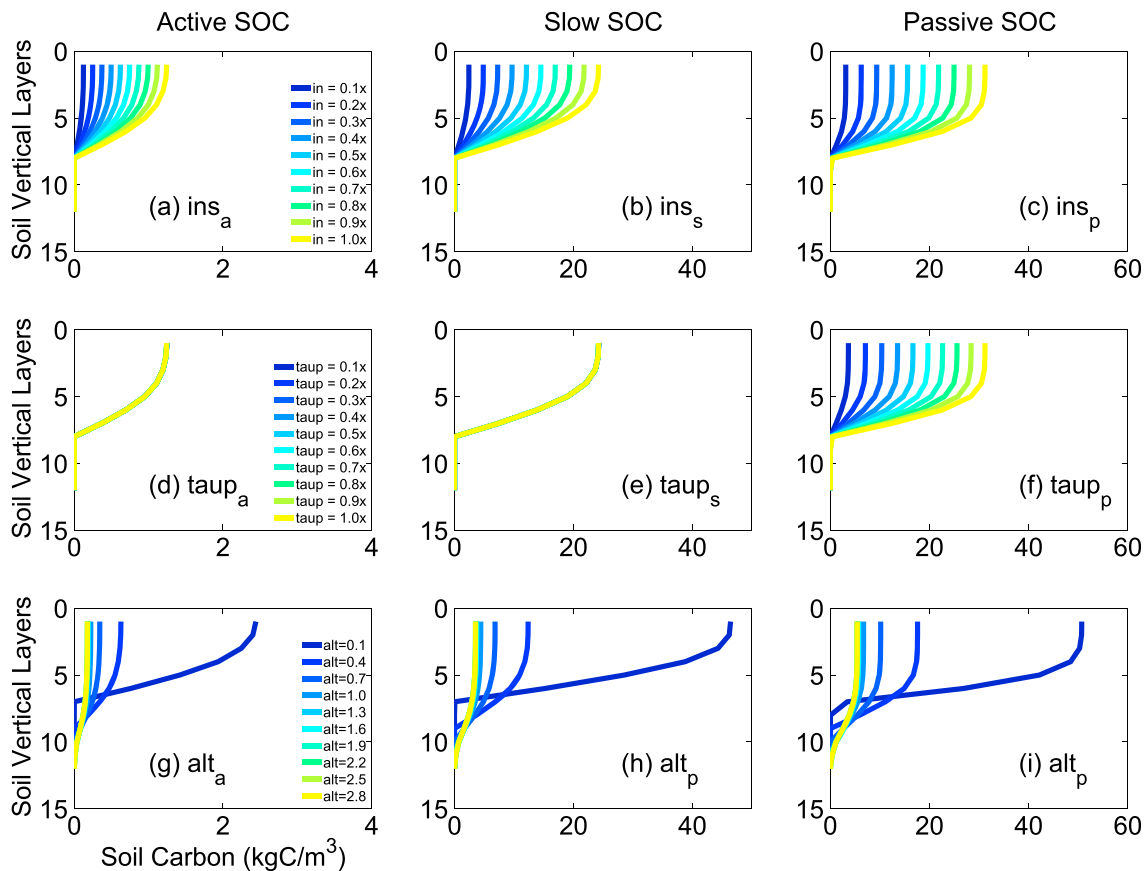 Active SOC
Slow SOC
Passive SOC
Soil Vertical Layers
0
5
10
15
in = 0.1x
in = 0.2x
in = 0.3x
in = 0.4x
in = 0.5x
in = 0.6x
in = 0.7x
in = 0.8x
in = 0.9x
in = 1.0x
(a) ins_a
0 2 4
0
5
10
15
(b) ins_s
0 20 40
0
5
10
15
(c) ins_p
0 20 40 60
Soil Vertical Layers
0
5
10
15
taup = 0.1x
taup = 0.2x
taup = 0.3x
taup = 0.4x
taup = 0.5x
taup = 0.6x
taup = 0.7x
taup = 0.8x
taup = 0.9x
taup = 1.0x
(d) taup_a
0 2 4
0
5
10
15
(e) taup_s
0 20 40
0
5
10
15
(f) taup_p
0 20 40 60
Soil Vertical Layers
0
5
10
15
alt=0.1
alt=0.4
alt=0.7
alt=1.0
alt=1.3
alt=1.6
alt=1.9
alt=2.2
alt=2.5
alt=2.8
(g) alt_a
0 2 4
Soil Carbon (kgC/m^3)
0
5
10
15
(h) alt_p
0 20 40
0
5
10
15
(i) alt_p
0 20 40 60